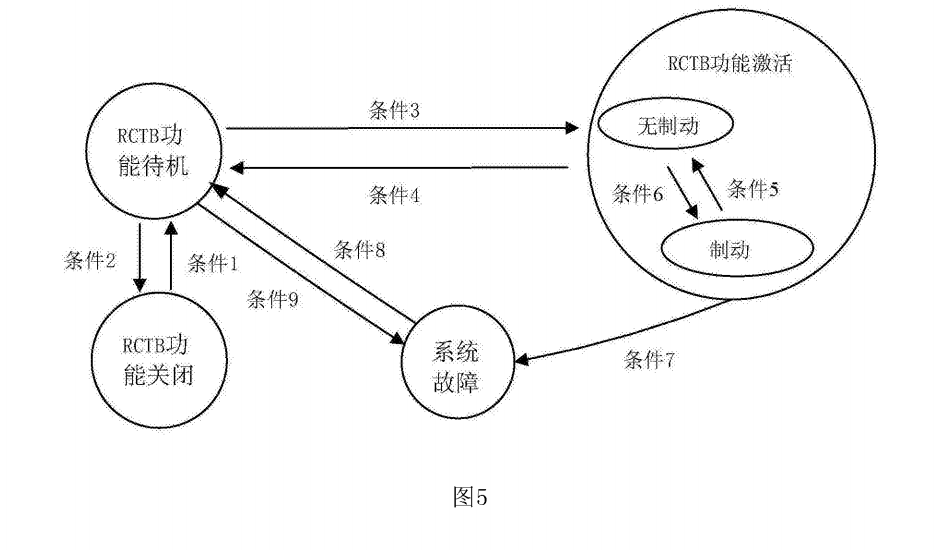 RCTB功能激活
条件3
无制动
RCTB功
能待机
条件4
条件6
条件5
制动
条件2
条件1
条件8
条件9
RCTB功
能关闭
系统
故障
条件7
图5